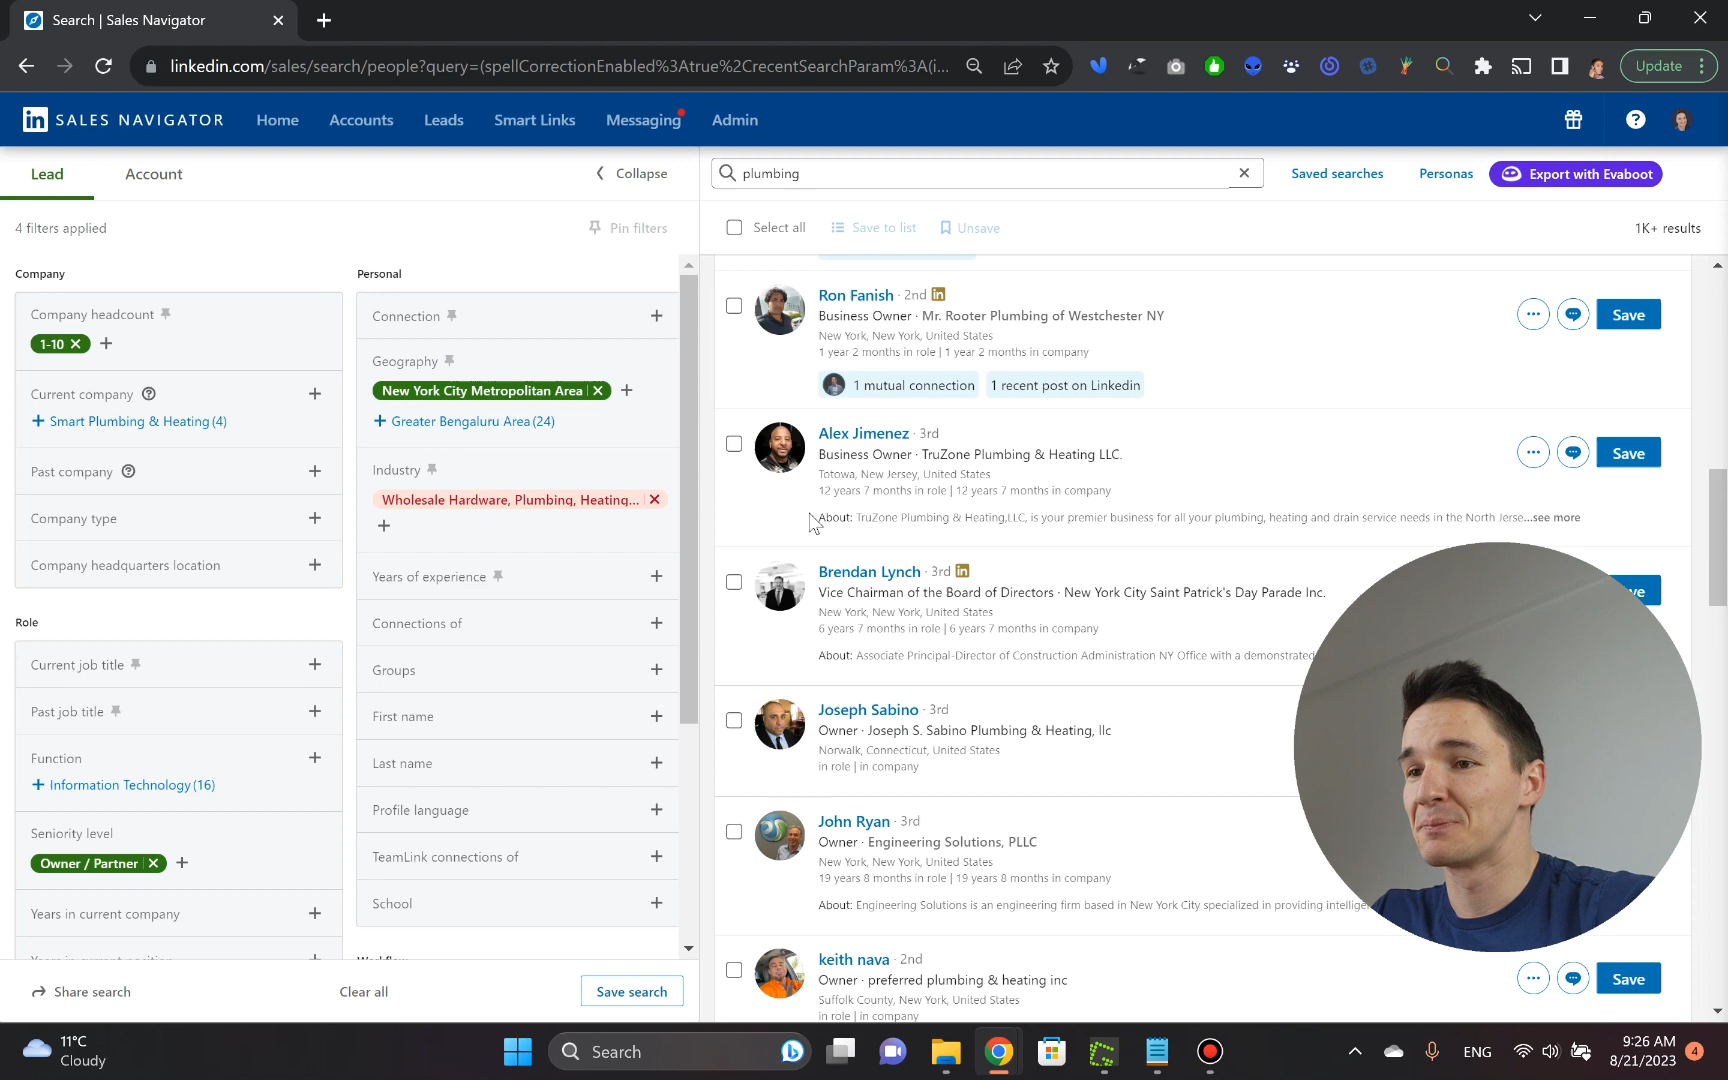 Search | Sales Navigator
linkedin.com/sales/search/people?query=(spellCorrectionEnabled%3Atrue%2CrecentSearchParam%3A(i...
Update
in SALES NAVIGATOR
Home
Accounts
Leads
Smart Links
Messaging
Admin
Lead
Account
Collapse
plumbing
Saved searches
Personas
Export with Evaboot
4 filters applied
Pin filters
Select all
Save to list
Unsave
1K+ results
Company
Company headcount
1-10
Current company
+ Smart Plumbing & Heating (4)
Past company
Company type
Company headquarters location
Role
Current job title
Past job title
Function
+ Information Technology (16)
Seniority level
Owner / Partner
Years in current company
Personal
Connection
Geography
New York City Metropolitan Area
+ Greater Bengaluru Area (24)
Industry
Wholesale Hardware, Plumbing, Heating...
Years of experience
Connections of
Groups
First name
Last name
Profile language
TeamLink connections of
School
Share search
Clear all
Save search
Ron Fanish · 2nd in
Business Owner · Mr. Rooter Plumbing of Westchester NY
New York, New York, United States
1 year 2 months in role | 1 year 2 months in company
1 mutual connection
1 recent post on Linkedin
Save
Alex Jimenez · 3rd
Business Owner · TruZone Plumbing & Heating LLC.
Totowa, New Jersey, United States
12 years 7 months in role | 12 years 7 months in company
About: TruZone Plumbing & Heating,LLC, is your premier business for all your plumbing, heating and drain service needs in the North Jerse...see more
Save
Brendan Lynch · 3rd in
Vice Chairman of the Board of Directors · New York City Saint Patrick's Day Parade Inc.
New York, New York, United States
6 years 7 months in role | 6 years 7 months in company
About: Associate Principal-Director of Construction Administration NY Office with a demonstrated
Joseph Sabino · 3rd
Owner · Joseph S. Sabino Plumbing & Heating, llc
Norwalk, Connecticut, United States
in role | in company
John Ryan · 3rd
Owner · Engineering Solutions, PLLC
New York, New York, United States
19 years 8 months in role | 19 years 8 months in company
About: Engineering Solutions is an engineering firm based in New York City specialized in providing
keith nava · 2nd
Owner · preferred plumbing & heating inc
Suffolk County, New York, United States
in role | in company
Save
11°C
Cloudy
Search
ENG
9:26 AM
8/21/2023
4